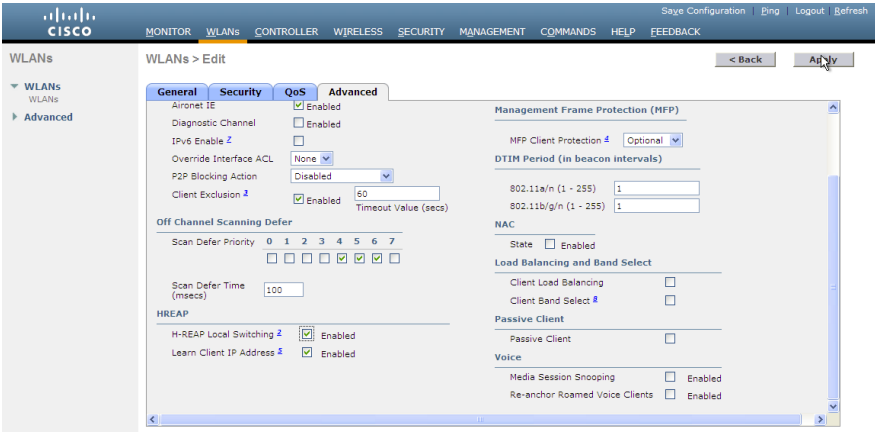 Save Configuration | Ping | Logout | Refresh
CISCO
MONITOR WLANs CONTROLLER WIRELESS SECURITY MANAGEMENT COMMANDS HELP FEEDBACK
WLANs
WLANs
WLANs
Advanced
WLANs > Edit
< Back
Apply
General Security QoS Advanced
Aironet IE Enabled
Diagnostic Channel Enabled
IPv6 Enable 7
Override Interface ACL None
P2P Blocking Action Disabled
Client Exclusion 3 Enabled 60
Timeout Value (secs)
Off Channel Scanning Defer
Scan Defer Priority 0 1 2 3 4 5 6 7
Scan Defer Time
(msecs) 100
HREAP
H-REAP Local Switching 2 Enabled
Learn Client IP Address 5 Enabled
Management Frame Protection (MFP)
MFP Client Protection 4 Optional
DTIM Period (in beacon intervals)
802.11a/n (1 - 255) 1
802.11b/g/n (1 - 255) 1
NAC
State Enabled
Load Balancing and Band Select
Client Load Balancing
Client Band Select 8
Passive Client
Passive Client
Voice
Media Session Snooping Enabled
Re-anchor Roamed Voice Clients Enabled